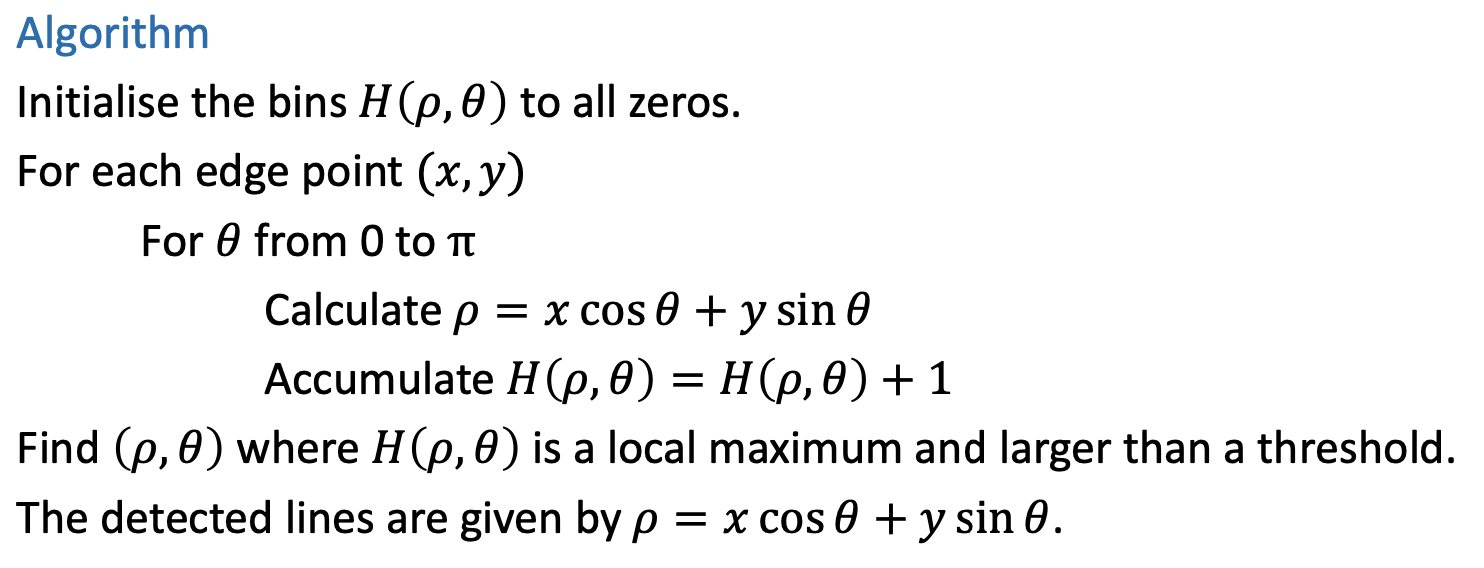 Algorithm
Initialise the bins H(ρ, θ) to all zeros.
For each edge point (x, y)
For θ from 0 to π
Calculate ρ = x cos θ + y sin θ
Accumulate H(ρ, θ) = H(ρ, θ) + 1
Find (ρ, θ) where H(ρ, θ) is a local maximum and larger than a threshold.
The detected lines are given by ρ = x cos θ + y sin θ.